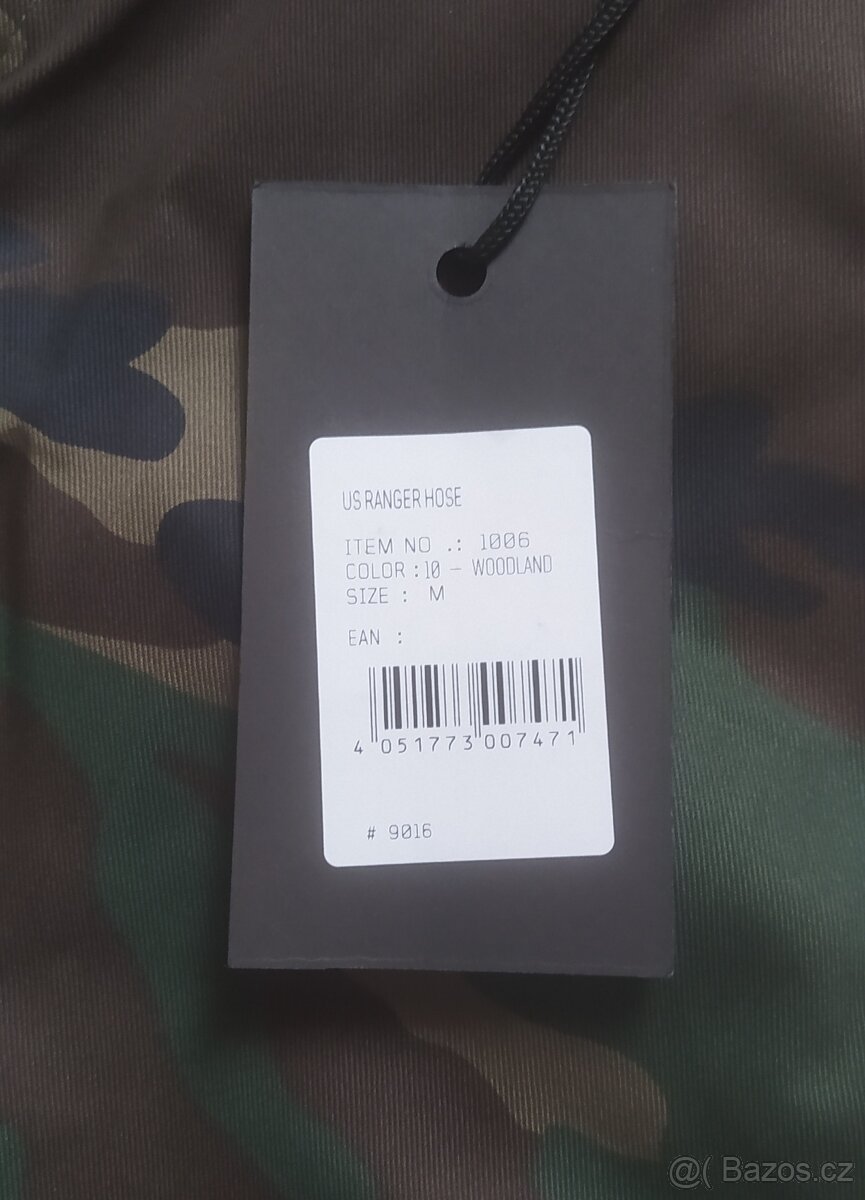 US RANGER HOSE
ITEM NO .: 1006
COLOR : 10 - WOODLAND
SIZE : M
EAN :
4 051773 007471
# 9016
@( Bazos.cz